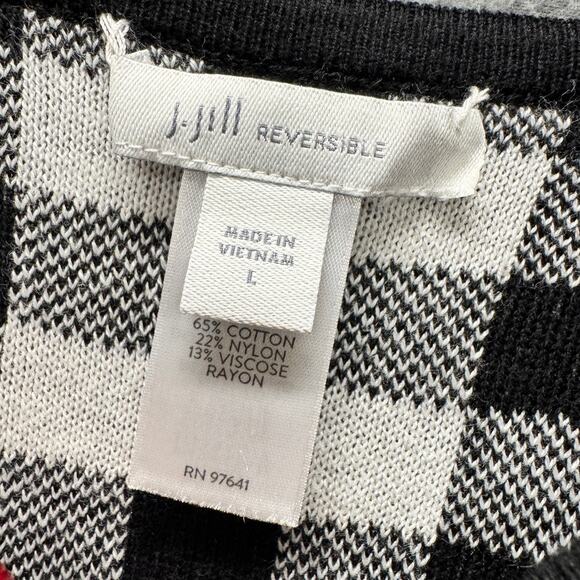 J.Jill REVERSIBLE
MADE IN
VIETNAM
L
65% COTTON
22% NYLON
13% VISCOSE
RAYON
RN 97641